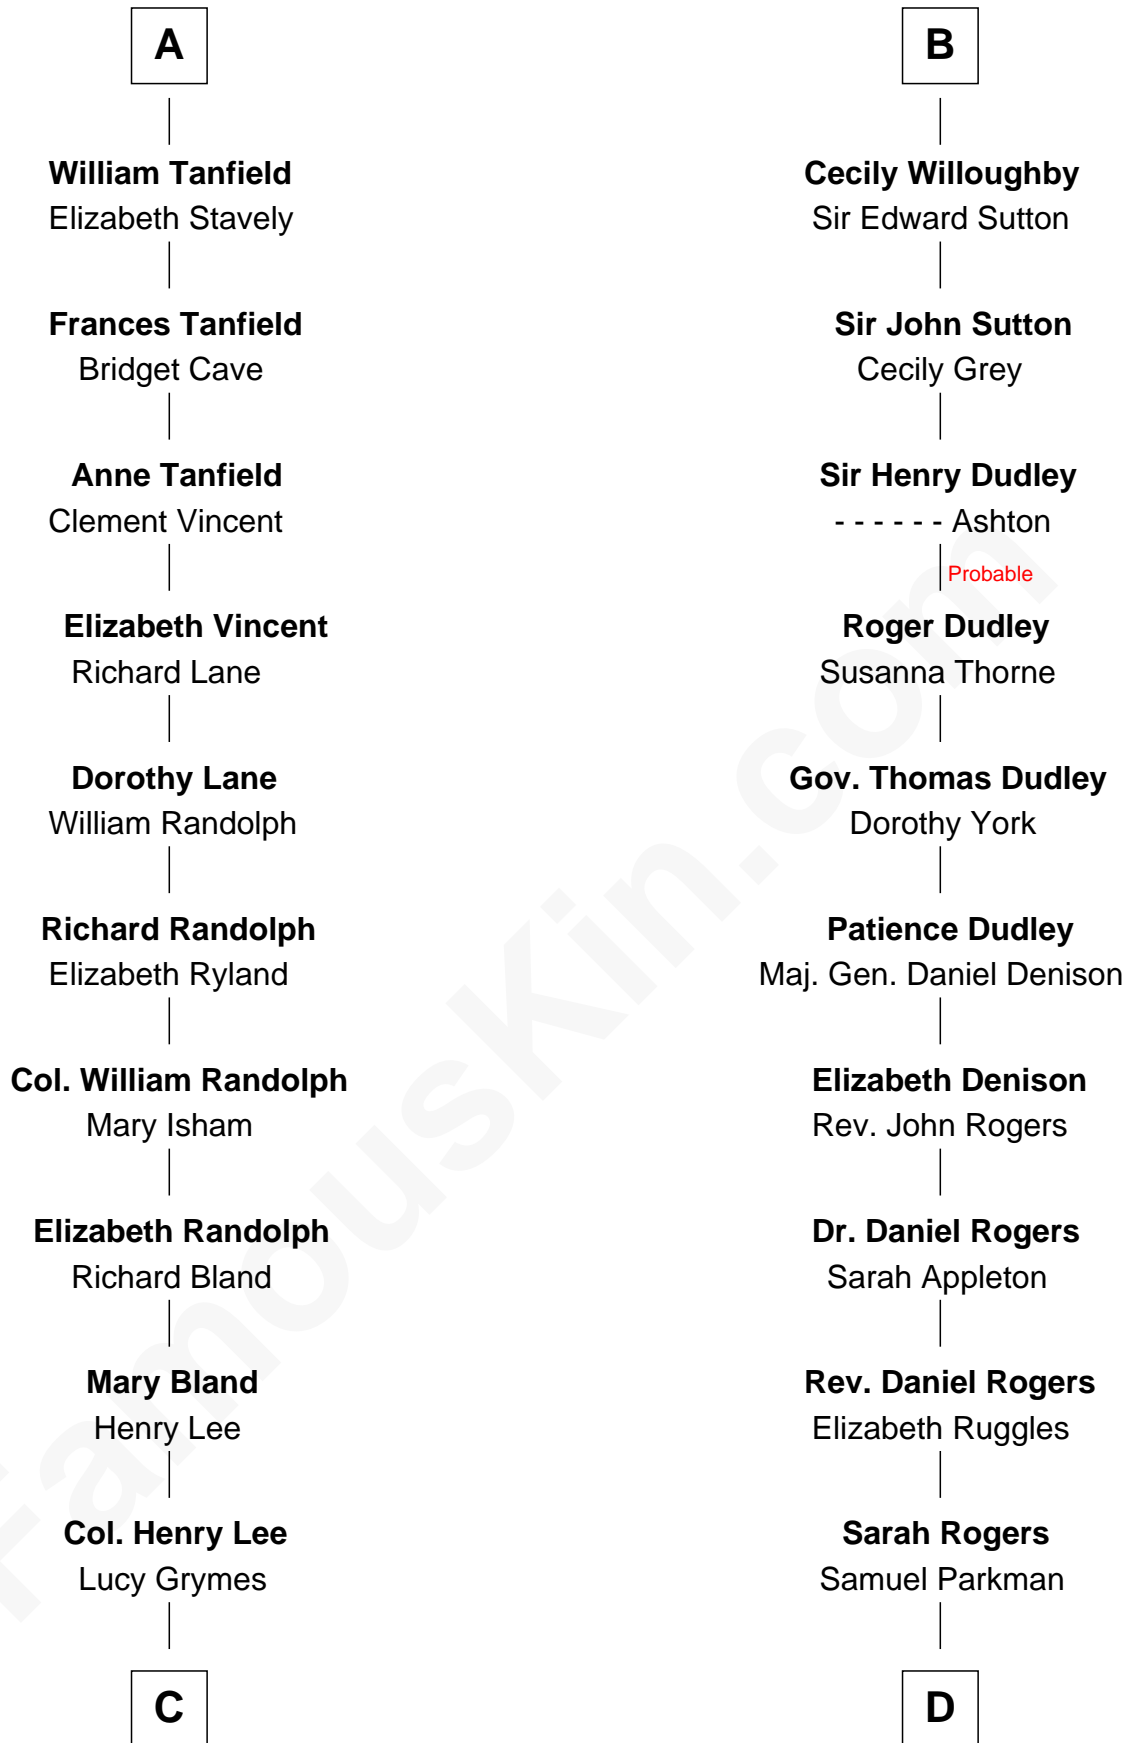 A
William Tanfield
Elizabeth Stavely
Frances Tanfield
Bridget Cave
Anne Tanfield
Clement Vincent
Elizabeth Vincent
Richard Lane
Dorothy Lane
William Randolph
Richard Randolph
Elizabeth Ryland
Col. William Randolph
Mary Isham
Elizabeth Randolph
Richard Bland
Mary Bland
Henry Lee
Col. Henry Lee
Lucy Grymes
C
B
Cecily Willoughby
Sir Edward Sutton
Sir John Sutton
Cecily Grey
Sir Henry Dudley
- - - - - - Ashton
Probable
Roger Dudley
Susanna Thorne
Gov. Thomas Dudley
Dorothy York
Patience Dudley
Maj. Gen. Daniel Denison
Elizabeth Denison
Rev. John Rogers
Dr. Daniel Rogers
Sarah Appleton
Rev. Daniel Rogers
Elizabeth Ruggles
Sarah Rogers
Samuel Parkman
D
FamousKin.com